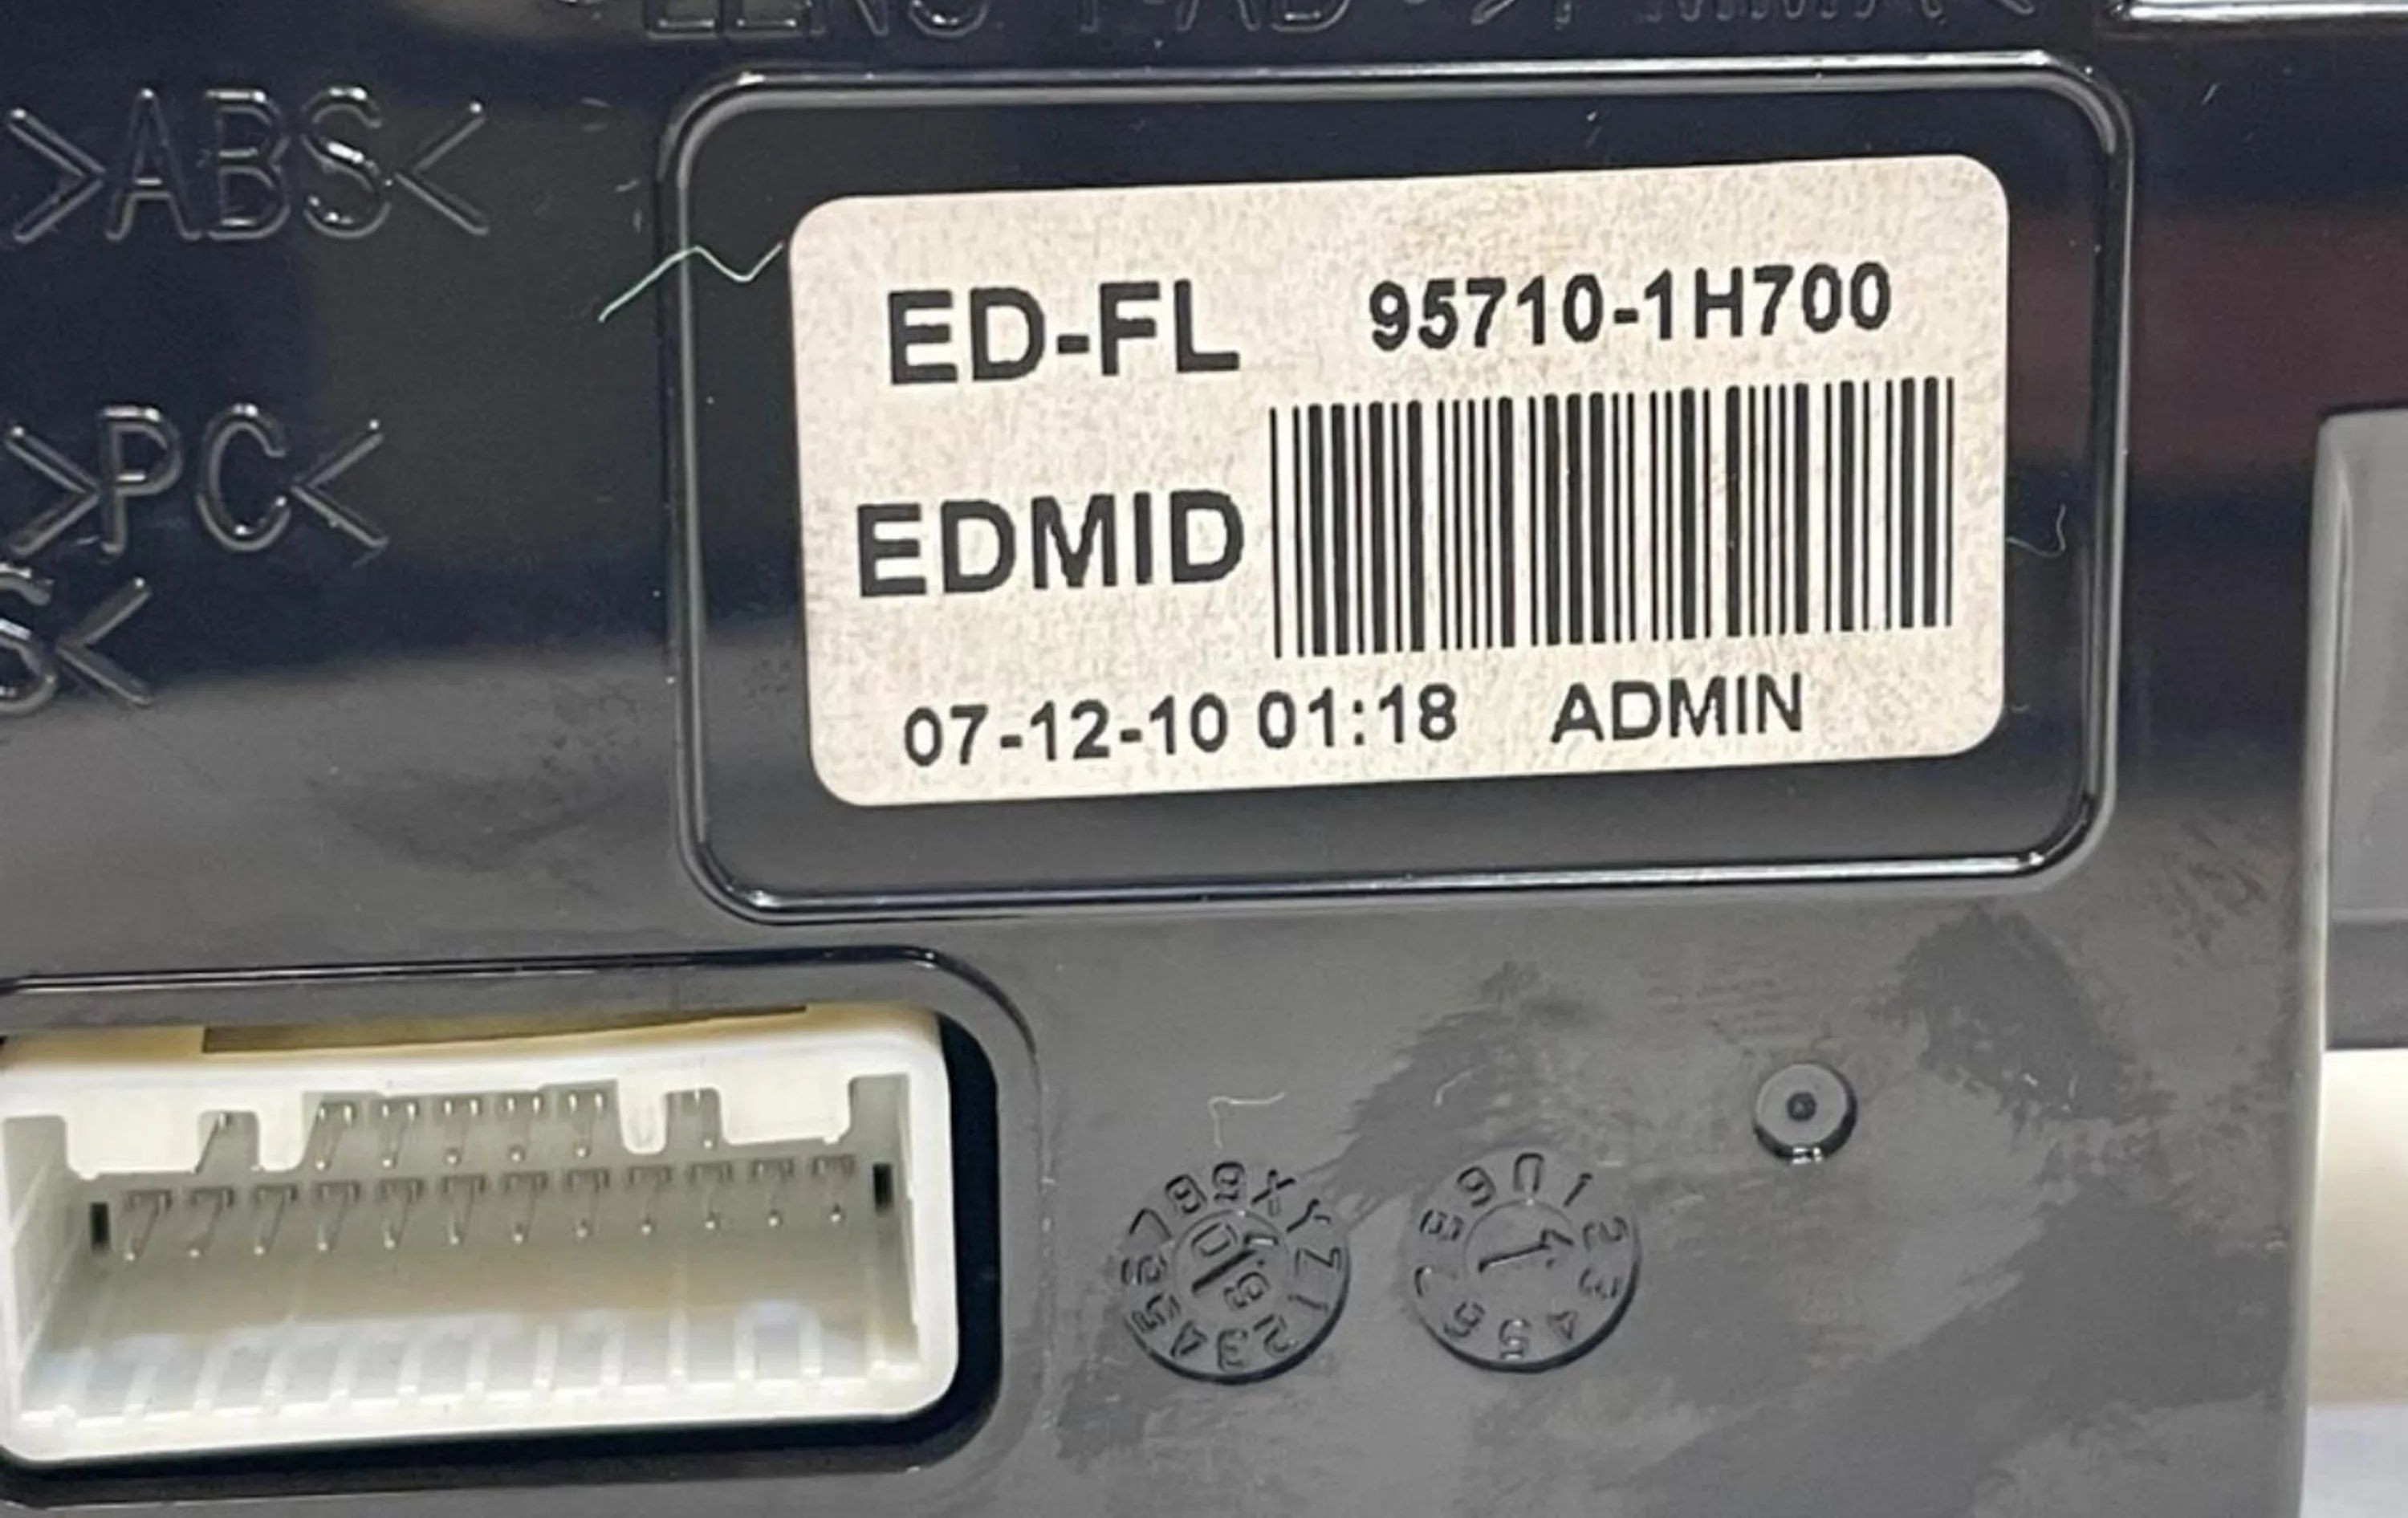 >ABS<
>PC<
S<
ED-FL 95710-1H700
EDMID
07-12-10 01:18 ADMIN